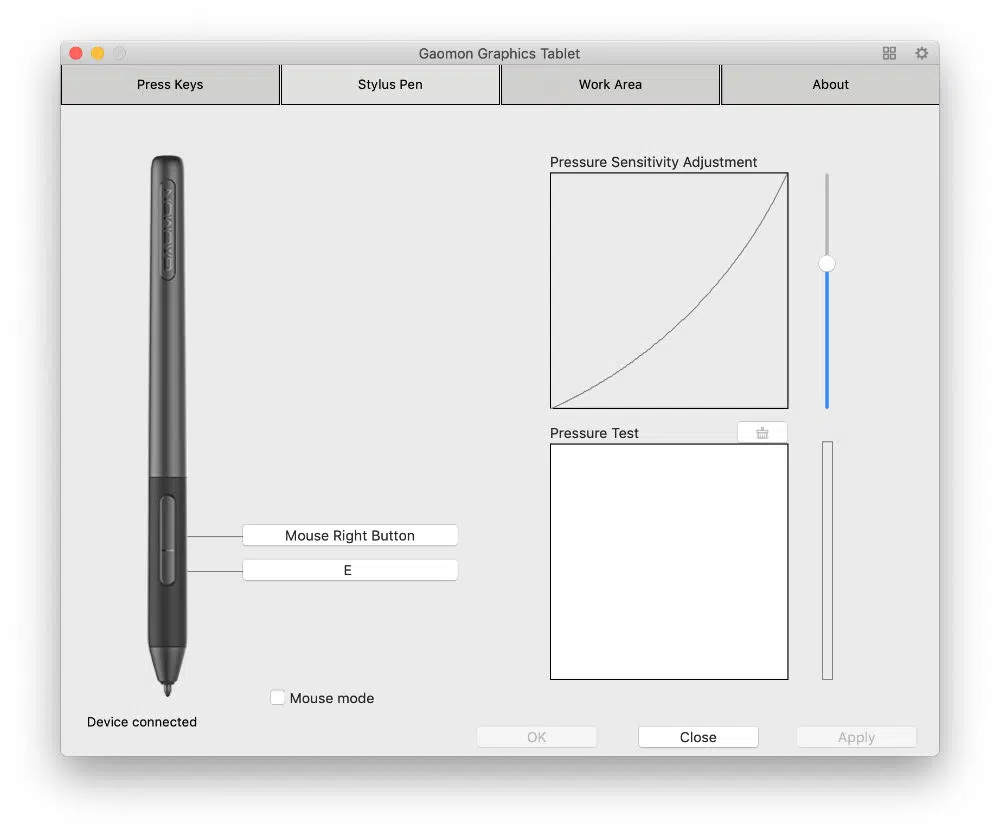 Gaomon Graphics Tablet
Press Keys
Stylus Pen
Work Area
About
GAOMON
Pressure Sensitivity Adjustment
Pressure Test
Mouse Right Button
E
Mouse mode
Device connected
OK
Close
Apply